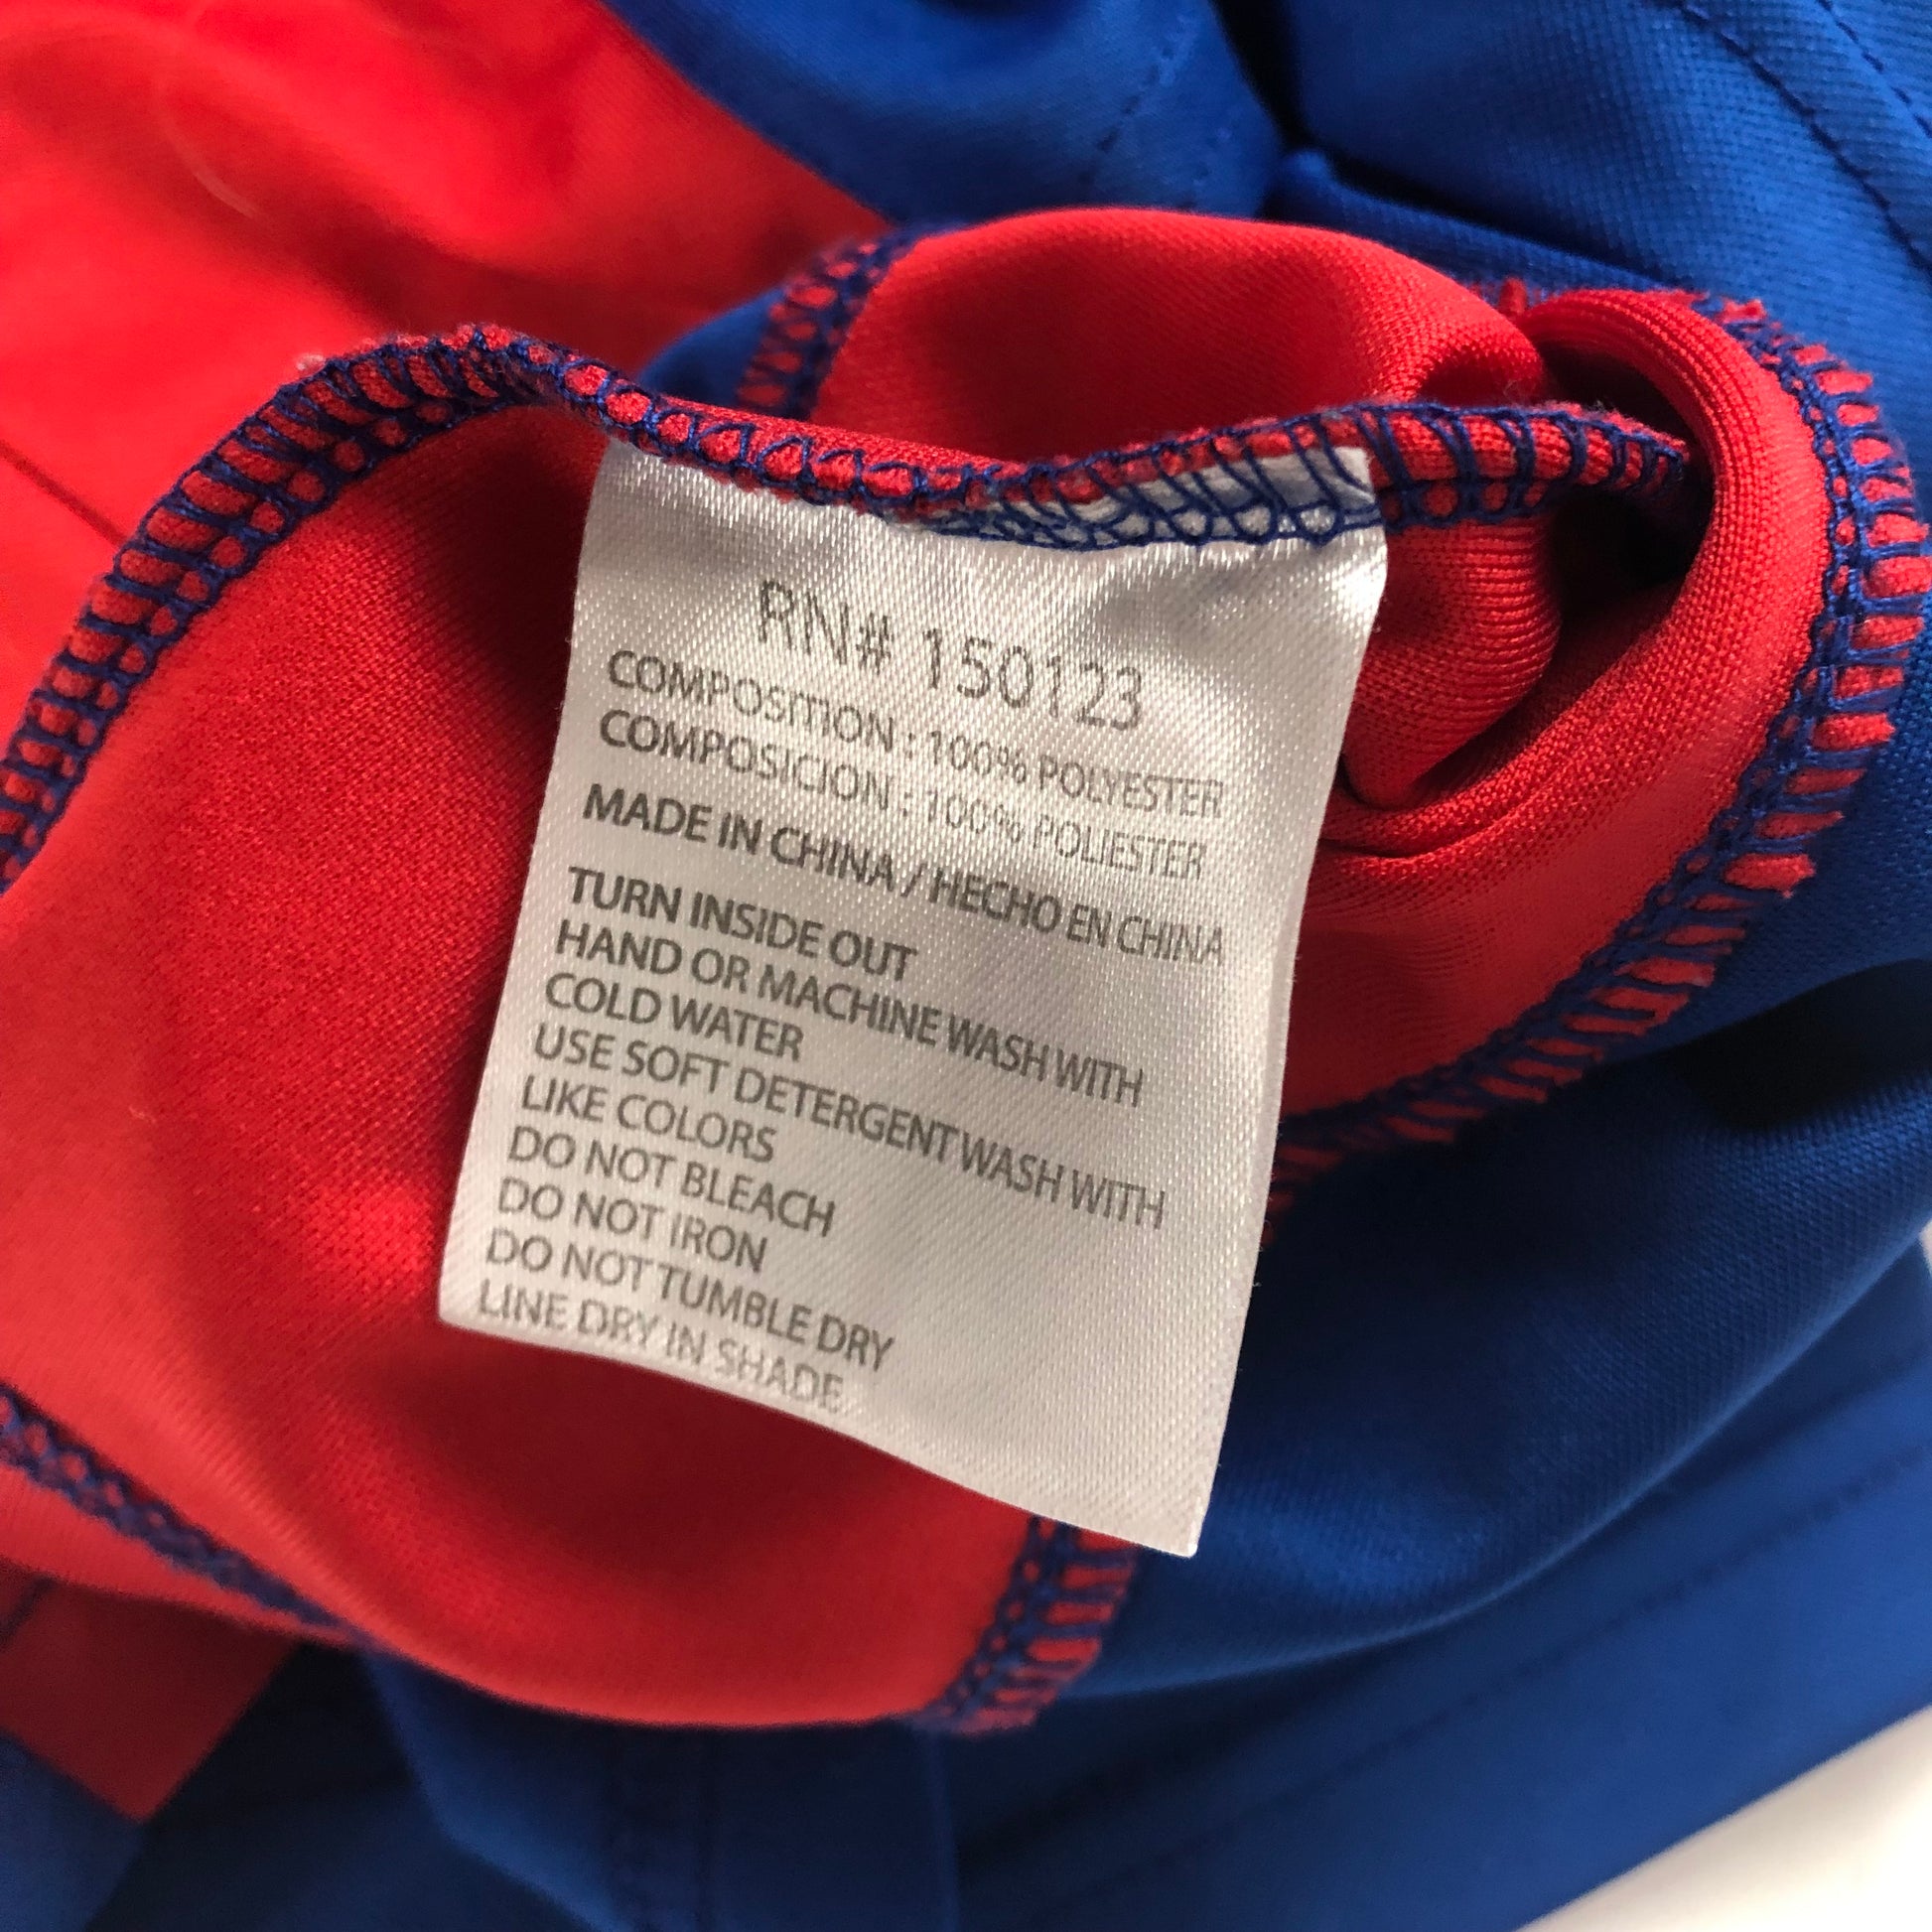 RN# 150123
COMPOSITION : 100% POLYESTER
COMPOSICION : 100% POLIESTER
MADE IN CHINA / HECHO EN CHINA
TURN INSIDE OUT
HAND OR MACHINE WASH WITH
COLD WATER
USE SOFT DETERGENT WASH WITH
LIKE COLORS
DO NOT BLEACH
DO NOT IRON
DO NOT TUMBLE DRY
LINE DRY IN SHADE